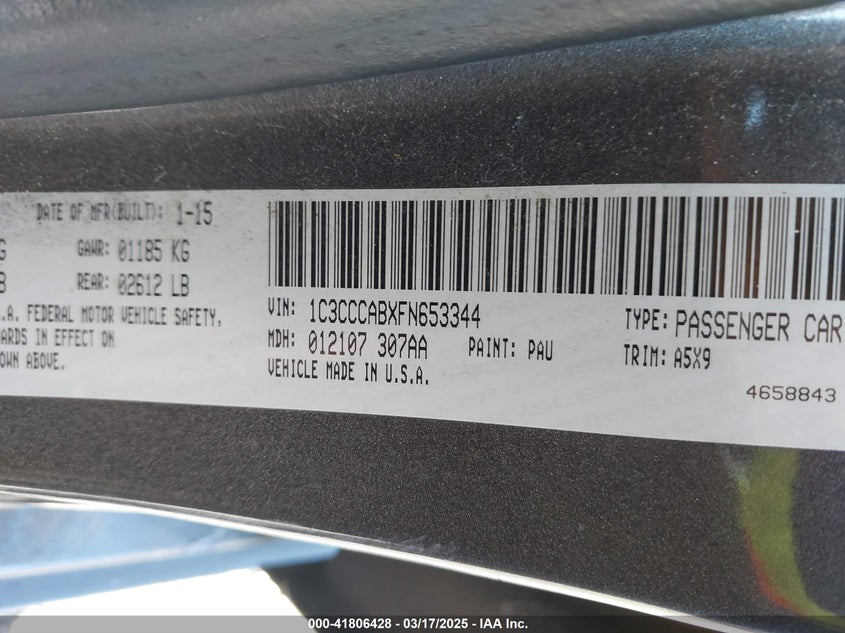 DATE OF MFR(BUILT): 1-15
G GAWR: 01185 KG
B REAR: 02612 LB
.A. FEDERAL MOTOR VEHICLE SAFETY,
ARDS IN EFFECT ON
OWN ABOVE.
VIN: 1C3CCCABXFN653344
MDH: 012107 307AA PAINT: PAU
VEHICLE MADE IN U.S.A.
TYPE: PASSENGER CAR
TRIM: A5X9
4658843
000-41806428 - 03/17/2025 - IAA Inc.